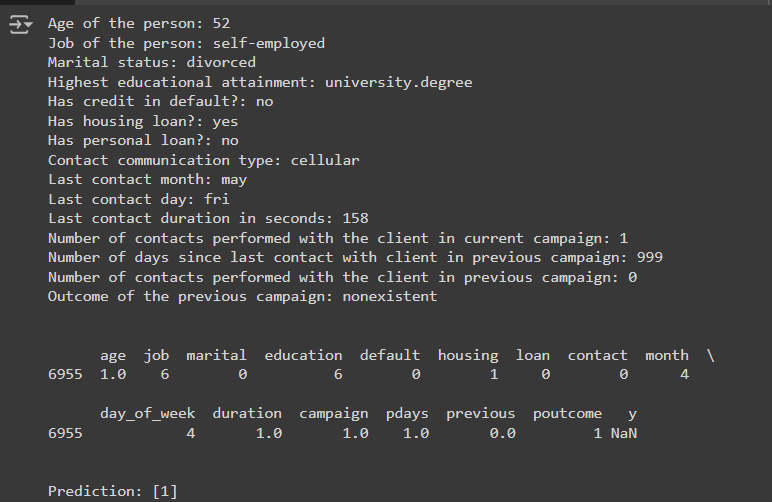 Age of the person: 52
Job of the person: self-employed
Marital status: divorced
Highest educational attainment: university.degree
Has credit in default?: no
Has housing loan?: yes
Has personal loan?: no
Contact communication type: cellular
Last contact month: may
Last contact day: fri
Last contact duration in seconds: 158
Number of contacts performed with the client in current campaign: 1
Number of days since last contact with client in previous campaign: 999
Number of contacts performed with the client in previous campaign: 0
Outcome of the previous campaign: nonexistent
age job marital education default housing loan contact month \
6955 1.0 6 0 6 0 1 0 0 4
day_of_week duration campaign pdays previous poutcome y
6955 4 1.0 1.0 1.0 0.0 1 NaN
Prediction: [1]